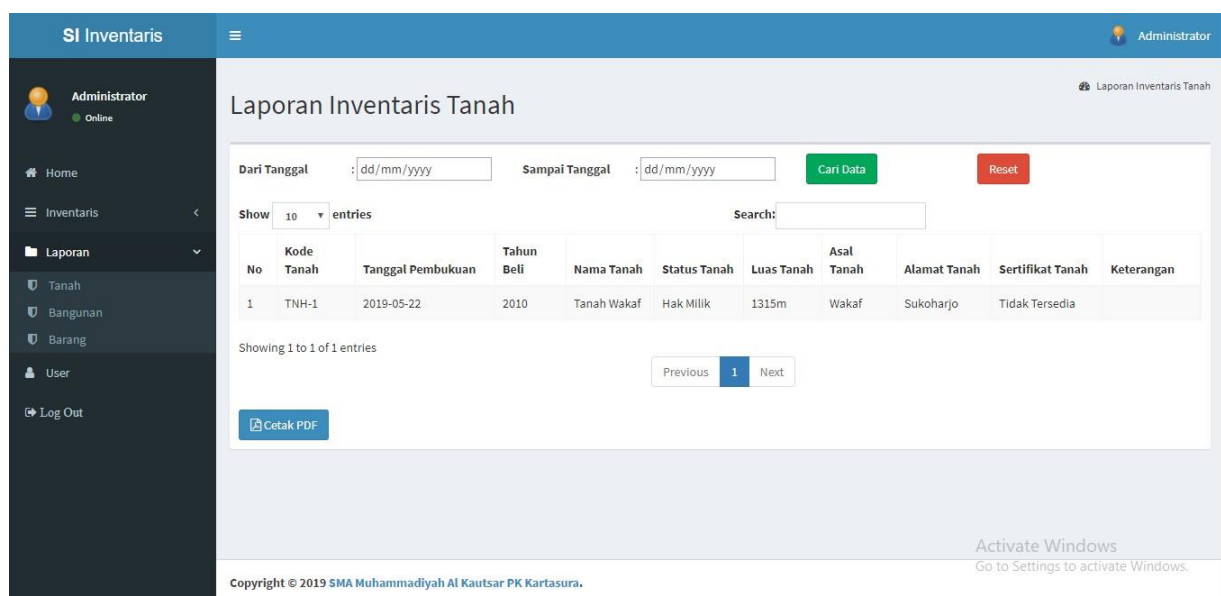 SI Inventaris
Administrator
Administrator
Online
Home
Inventaris
Laporan
Tanah
Bangunan
Barang
User
Log Out
Laporan Inventaris Tanah
Laporan Inventaris Tanah
Dari Tanggal : dd/mm/yyyy Sampai Tanggal : dd/mm/yyyy Cari Data Reset
Show 10 entries Search:
No Kode Tanah Tanggal Pembukuan Tahun Beli Nama Tanah Status Tanah Luas Tanah Asal Tanah Alamat Tanah Sertifikat Tanah Keterangan
1 TNH-1 2019-05-22 2010 Tanah Wakaf Hak Milik 1315m Wakaf Sukoharjo Tidak Tersedia
Showing 1 to 1 of 1 entries
Previous 1 Next
Cetak PDF
Activate Windows
Go to Settings to activate Windows.
Copyright © 2019 SMA Muhammadiyah Al Kautsar PK Kartasura.